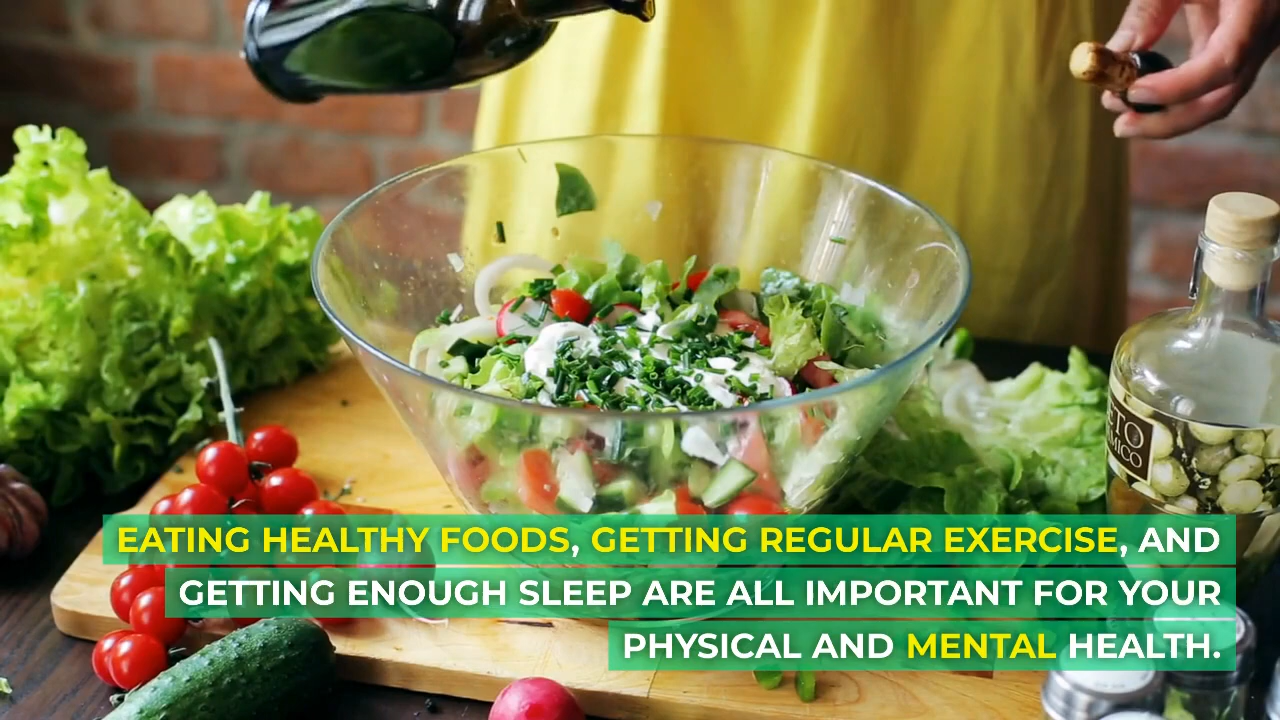 EATING HEALTHY FOODS, GETTING REGULAR EXERCISE, AND
GETTING ENOUGH SLEEP ARE ALL IMPORTANT FOR YOUR
PHYSICAL AND MENTAL HEALTH.